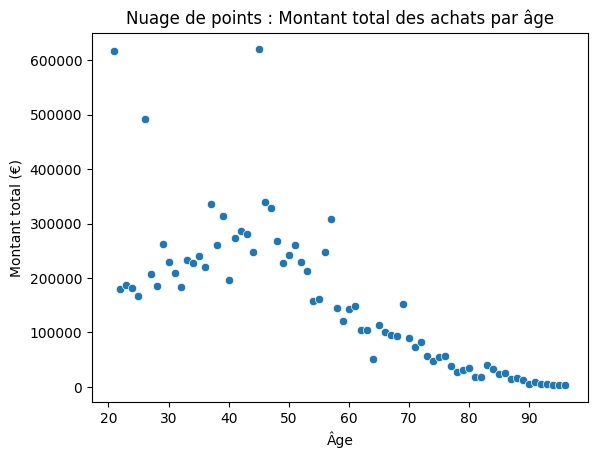 Nuage de points : Montant total des achats par âge
Montant total (€)
600000
500000
400000
300000
200000
100000
0
20 30 40 50 60 70 80 90
Âge